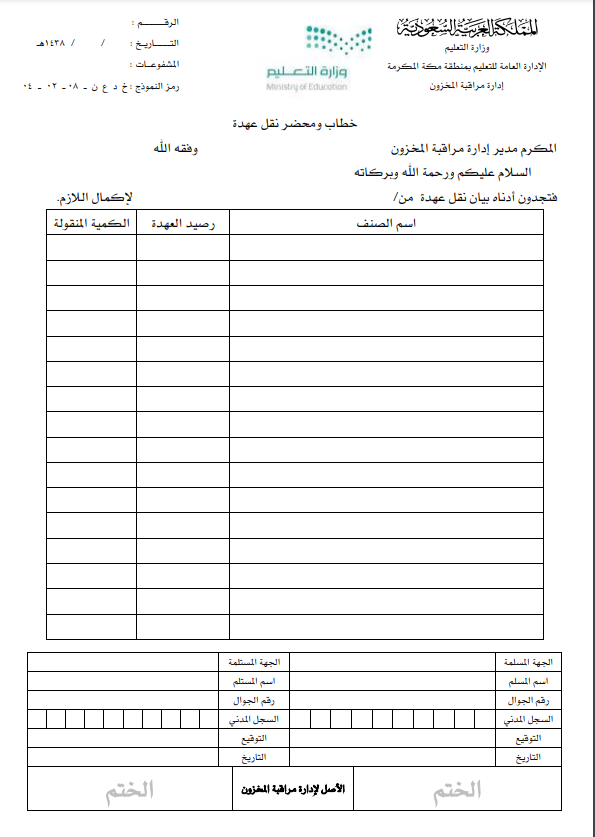 المملكة العربية السعودية
وزارة التعليم
الإدارة العامة للتعليم بمنطقة مكة المكرمة
إدارة مراقبة المخزون
وزارة التعـليم
Ministry of Education
الرقـــــــم :
التـــــاريـخ : / / ١٤٣٨هـ
المشفوعـات :
رمز النموذج : خ د ع ن - ٠٨ - ٠٢ - ٠٤
خطاب ومحضر نقل عهدة
المكرم مدير إدارة مراقبة المخزون وفقه الله
السلام عليكم ورحمة الله وبركاته
فتجدون أدناه بيان نقل عهدة من/ لإكمال اللازم.
اسم الصنف رصيد العهدة الكمية المنقولة
الجهة المسلمة الجهة المستلمة
اسم المسلم اسم المستلم
رقم الجوال رقم الجوال
السجل المدني السجل المدني
التوقيع التوقيع
التاريخ التاريخ
الختم الأصل لإدارة مراقبة المخزون الختم